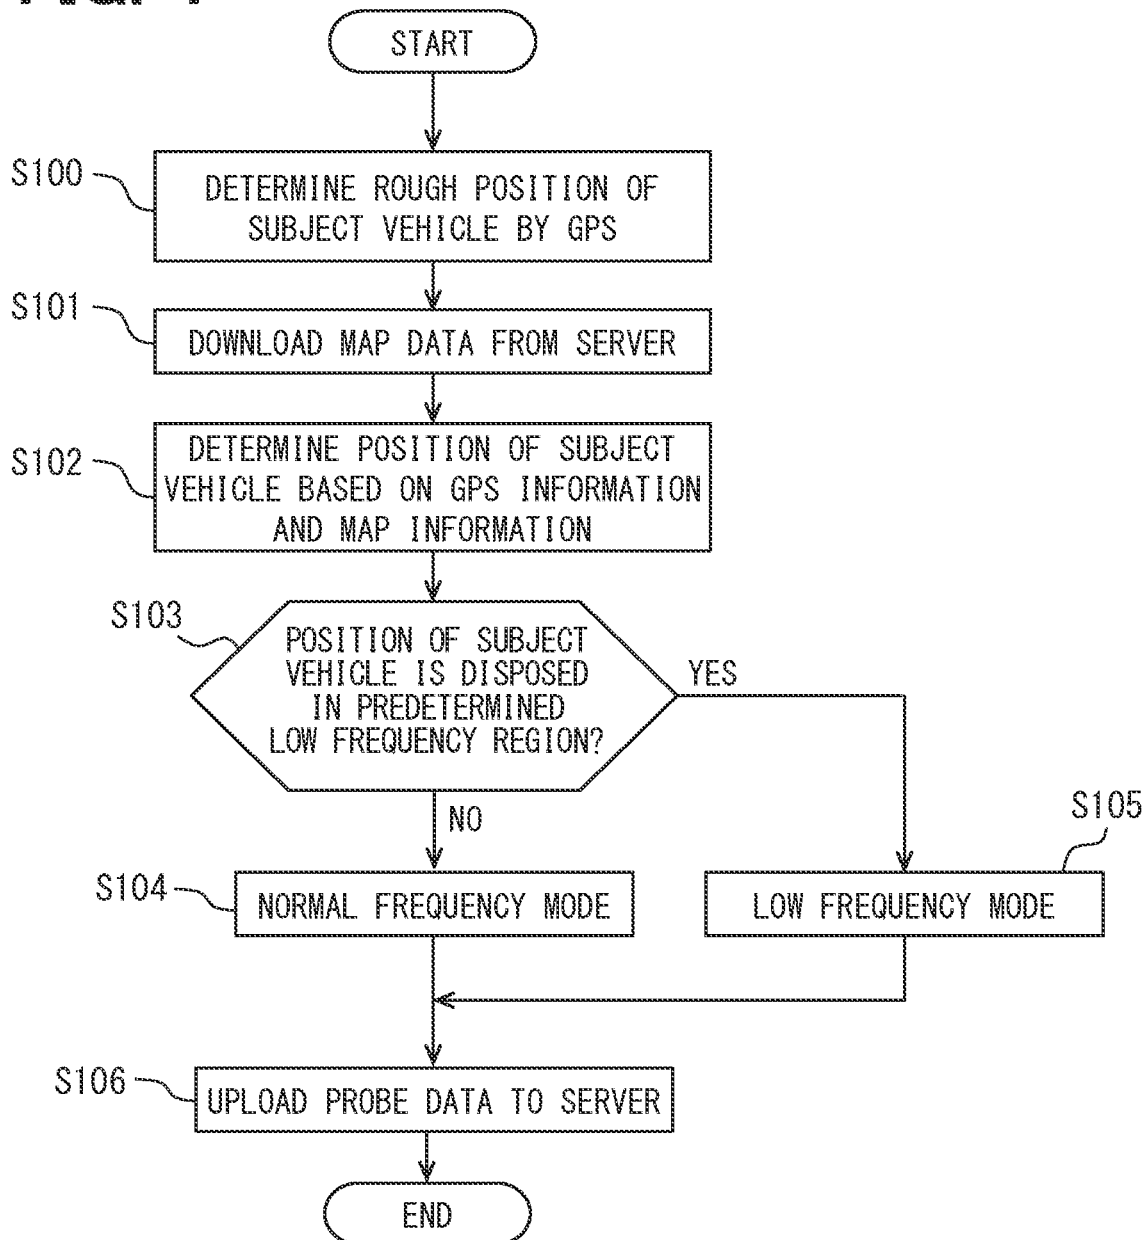 START
S100
DETERMINE ROUGH POSITION OF
SUBJECT VEHICLE BY GPS
S101
DOWNLOAD MAP DATA FROM SERVER
S102
DETERMINE POSITION OF SUBJECT
VEHICLE BASED ON GPS INFORMATION
AND MAP INFORMATION
S103
POSITION OF SUBJECT
VEHICLE IS DISPOSED
IN PREDETERMINED
LOW FREQUENCY REGION?
YES
NO
S104
NORMAL FREQUENCY MODE
S105
LOW FREQUENCY MODE
S106
UPLOAD PROBE DATA TO SERVER
END